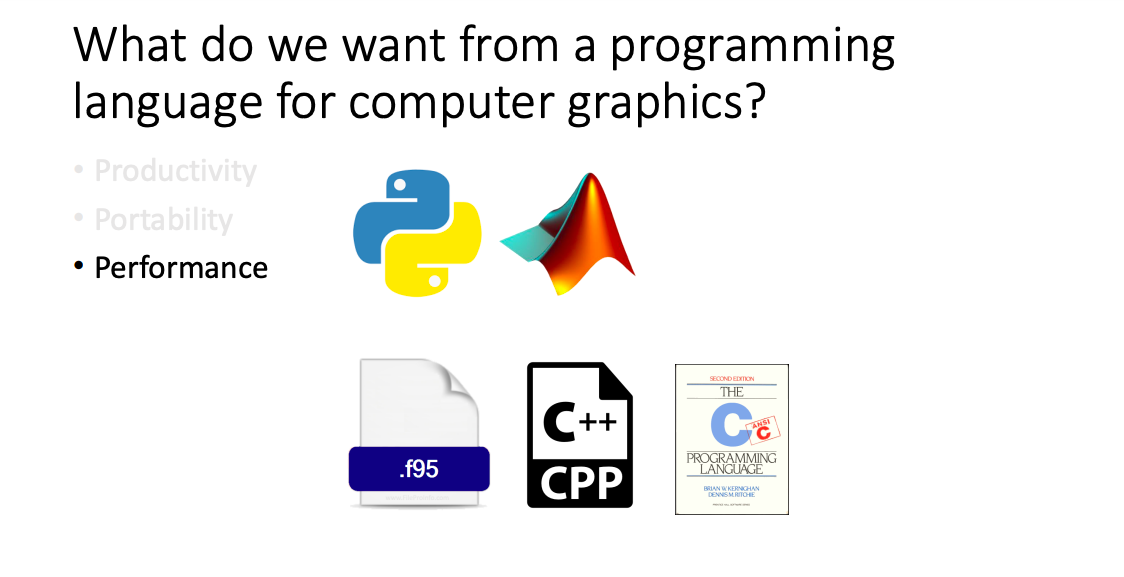 What do we want from a programming
language for computer graphics?
• Productivity
• Portability
• Performance
.f95
C++
CPP
SECOND EDITION
THE
C
ANSI
C
PROGRAMMING
LANGUAGE
BRIAN W. KERNIGHAN
DENNIS M. RITCHIE